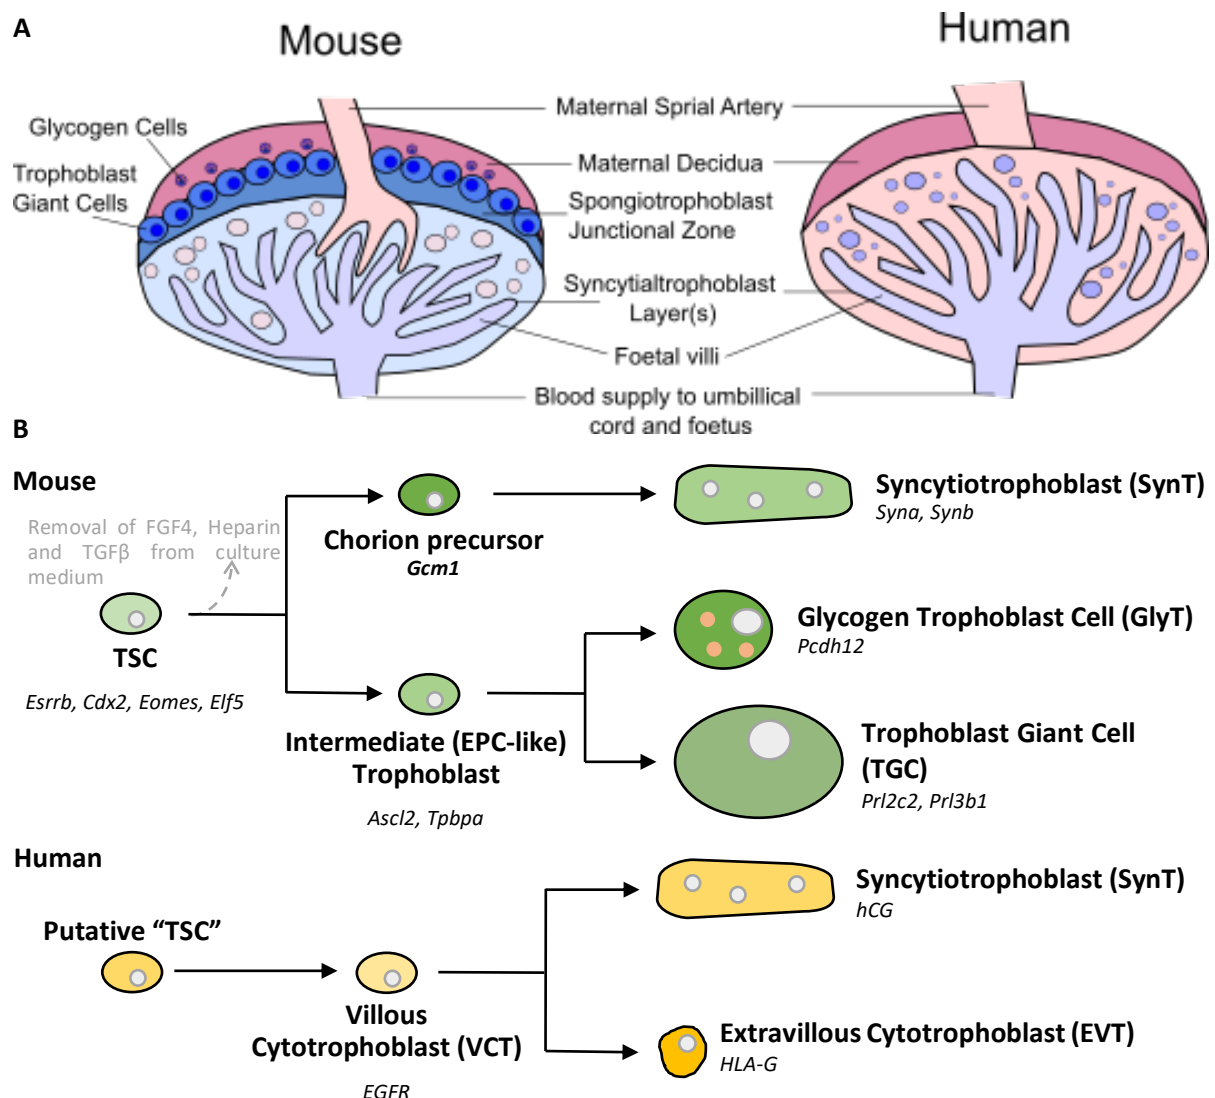 A
Mouse
Human
Glycogen Cells
Trophoblast
Giant Cells
Maternal Sprial Artery
Maternal Decidua
Spongiotrophoblast
Junctional Zone
Syncytialtrophoblast
Layer(s)
Foetal villi
Blood supply to umbillical
cord and foetus
B
Mouse
Removal of FGF4, Heparin
and TGFβ from culture
medium
TSC
Esrrb, Cdx2, Eomes, Elf5
Chorion precursor
Gcm1
Syncytiotrophoblast (SynT)
Syna, Synb
Intermediate (EPC-like)
Trophoblast
Ascl2, Tpbpa
Glycogen Trophoblast Cell (GlyT)
Pcdh12
Trophoblast Giant Cell
(TGC)
Prl2c2, Prl3b1
Human
Putative “TSC”
Villous
Cytotrophoblast (VCT)
EGFR
Syncytiotrophoblast (SynT)
hCG
Extravillous Cytotrophoblast (EVT)
HLA-G